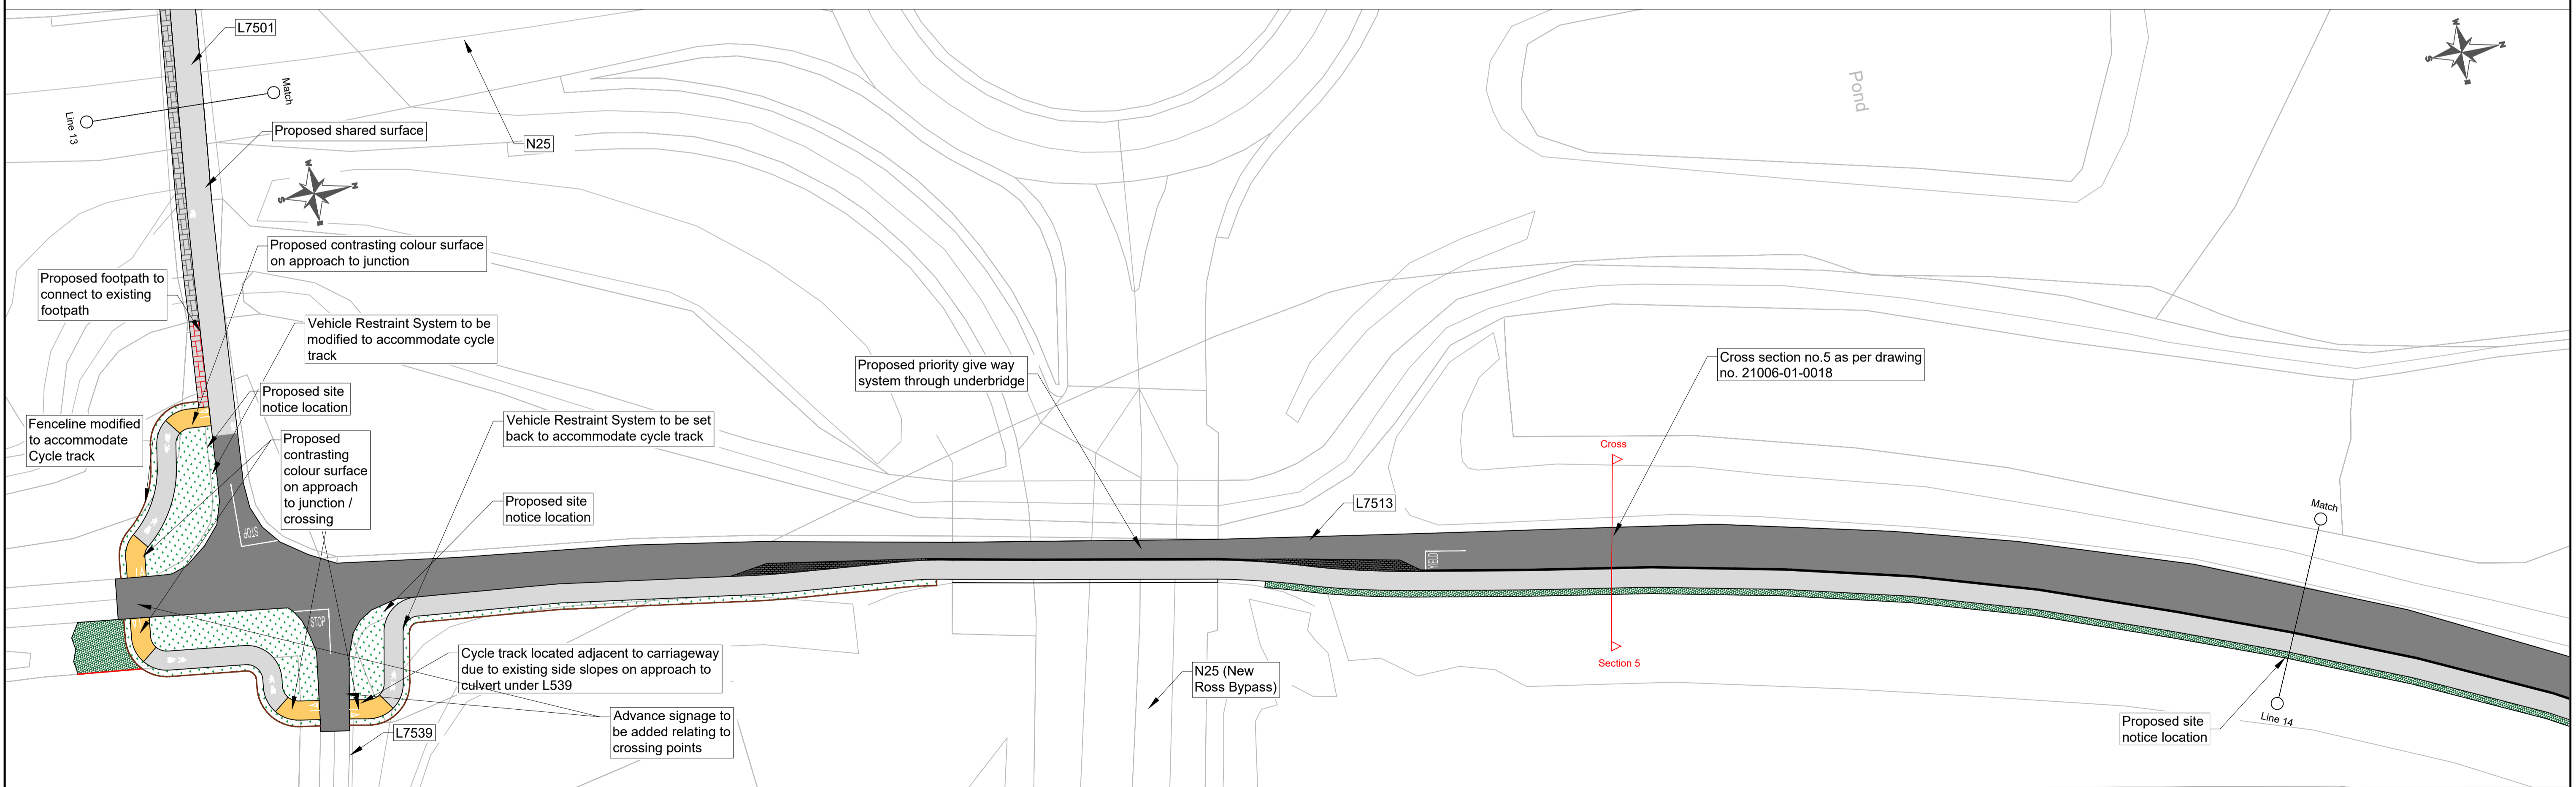 L7501
Match
Line 13
Proposed shared surface
N25
Pond
W
N
S
E
W
N
S
E
Proposed contrasting colour surface
on approach to junction
Proposed footpath to
connect to existing
footpath
Vehicle Restraint System to be
modified to accommodate cycle
track
Proposed site
notice location
Fenceline modified
to accommodate
Cycle track
Proposed
contrasting
colour surface
on approach
to junction /
crossing
Vehicle Restraint System to be set
back to accommodate cycle track
Proposed site
notice location
Proposed priority give way
system through underbridge
Cross section no.5 as per drawing
no. 21006-01-0018
Cross
Section 5
L7513
YIELD
STOP
STOP
Cycle track located adjacent to carriageway
due to existing side slopes on approach to
culvert under L539
Advance signage to
be added relating to
crossing points
L7539
N25 (New
Ross Bypass)
Match
Line 14
Proposed site
notice location